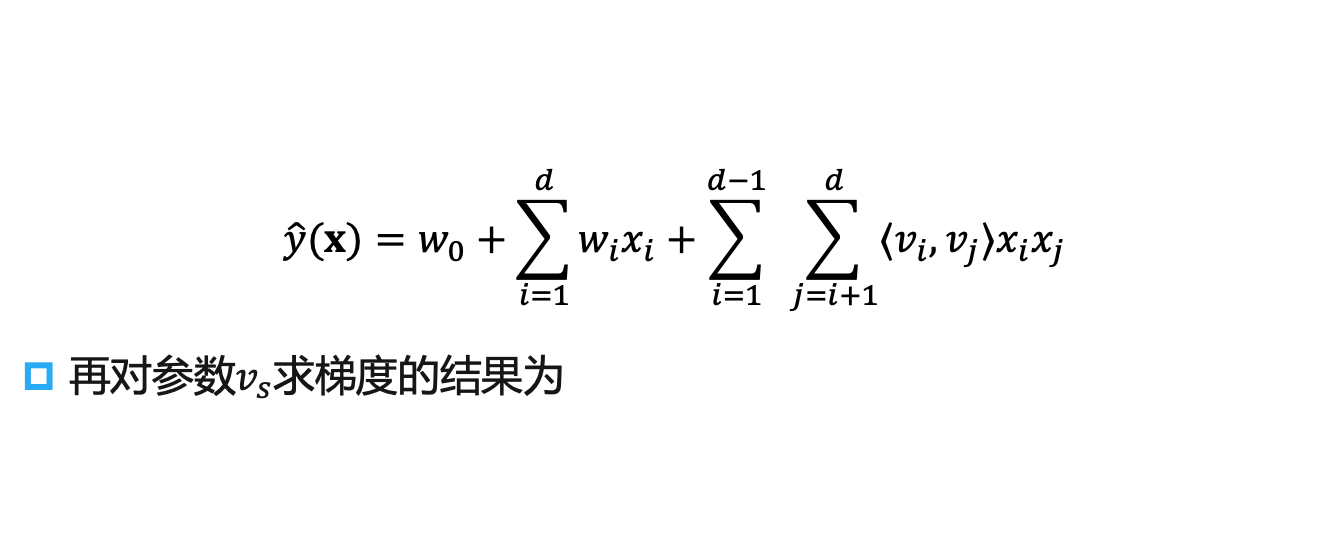 ŷ(𝐱) = w₀ + ∑_{i=1}^{d} wᵢxᵢ + ∑_{i=1}^{d−1} ∑_{j=i+1}^{d} ⟨vᵢ, vⱼ⟩xᵢxⱼ
再对参数vₛ求梯度的结果为